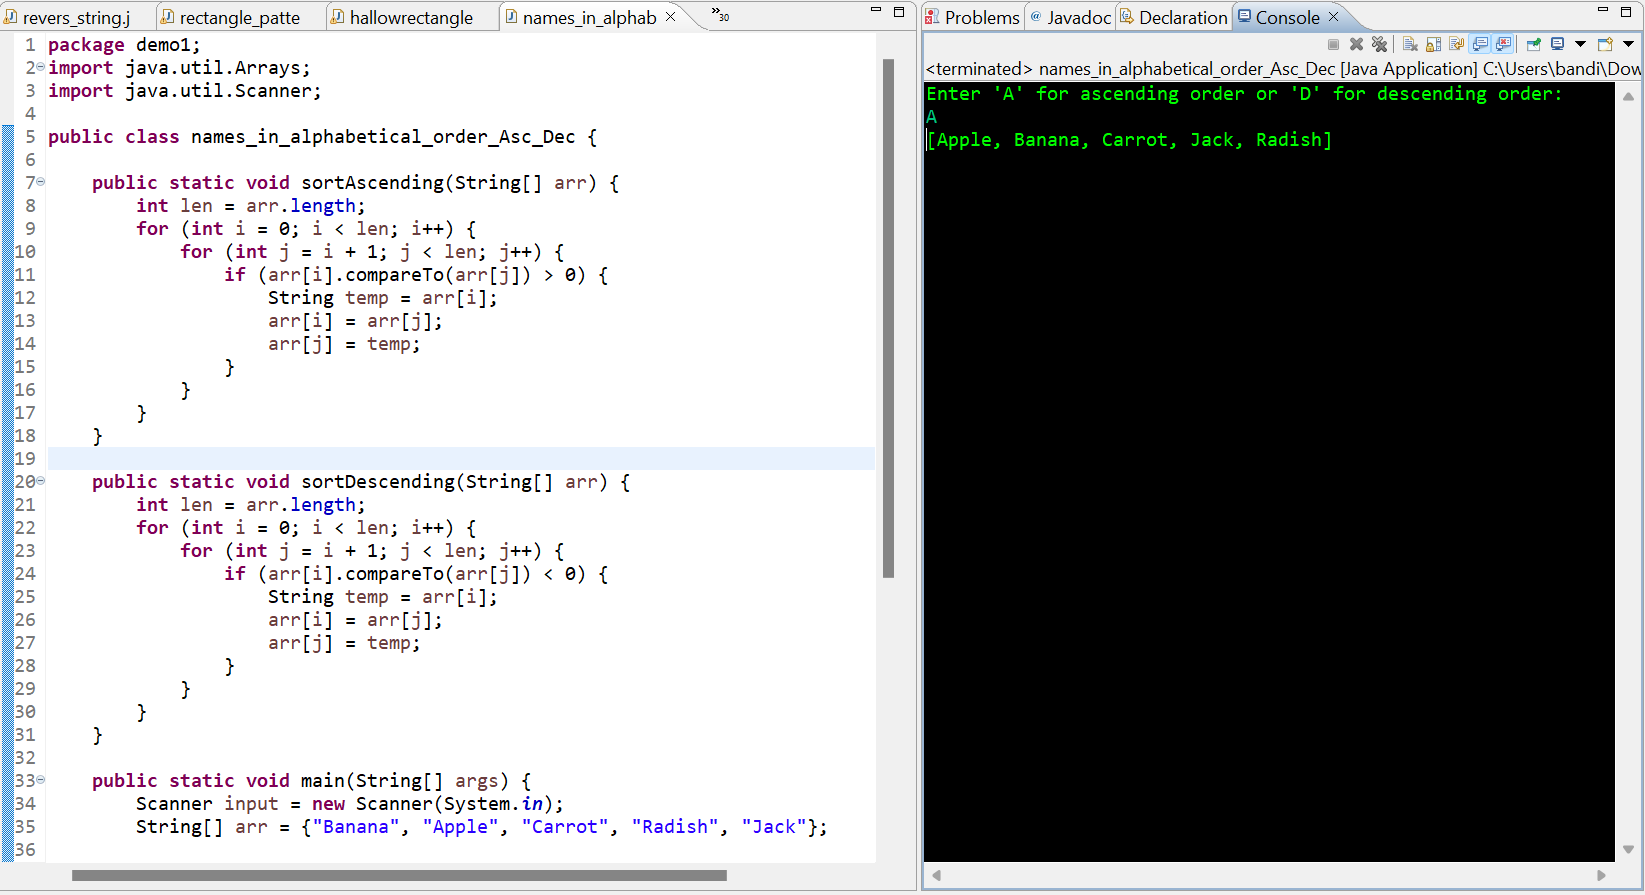 revers_string.j
rectangle_patte
hallowrectangle
names_in_alphab
»30
1 package demo1;
2 import java.util.Arrays;
3 import java.util.Scanner;
4
5 public class names_in_alphabetical_order_Asc_Dec {
6
7     public static void sortAscending(String[] arr) {
8         int len = arr.length;
9         for (int i = 0; i < len; i++) {
10             for (int j = i + 1; j < len; j++) {
11                 if (arr[i].compareTo(arr[j]) > 0) {
12                     String temp = arr[i];
13                     arr[i] = arr[j];
14                     arr[j] = temp;
15                 }
16             }
17         }
18     }
19
20     public static void sortDescending(String[] arr) {
21         int len = arr.length;
22         for (int i = 0; i < len; i++) {
23             for (int j = i + 1; j < len; j++) {
24                 if (arr[i].compareTo(arr[j]) < 0) {
25                     String temp = arr[i];
26                     arr[i] = arr[j];
27                     arr[j] = temp;
28                 }
29             }
30         }
31     }
32
33     public static void main(String[] args) {
34         Scanner input = new Scanner(System.in);
35         String[] arr = {"Banana", "Apple", "Carrot", "Radish", "Jack"};
36
Problems
@ Javadoc
Declaration
Console
<terminated> names_in_alphabetical_order_Asc_Dec [Java Application] C:\Users\bandi\Dow
Enter 'A' for ascending order or 'D' for descending order:
A
[Apple, Banana, Carrot, Jack, Radish]